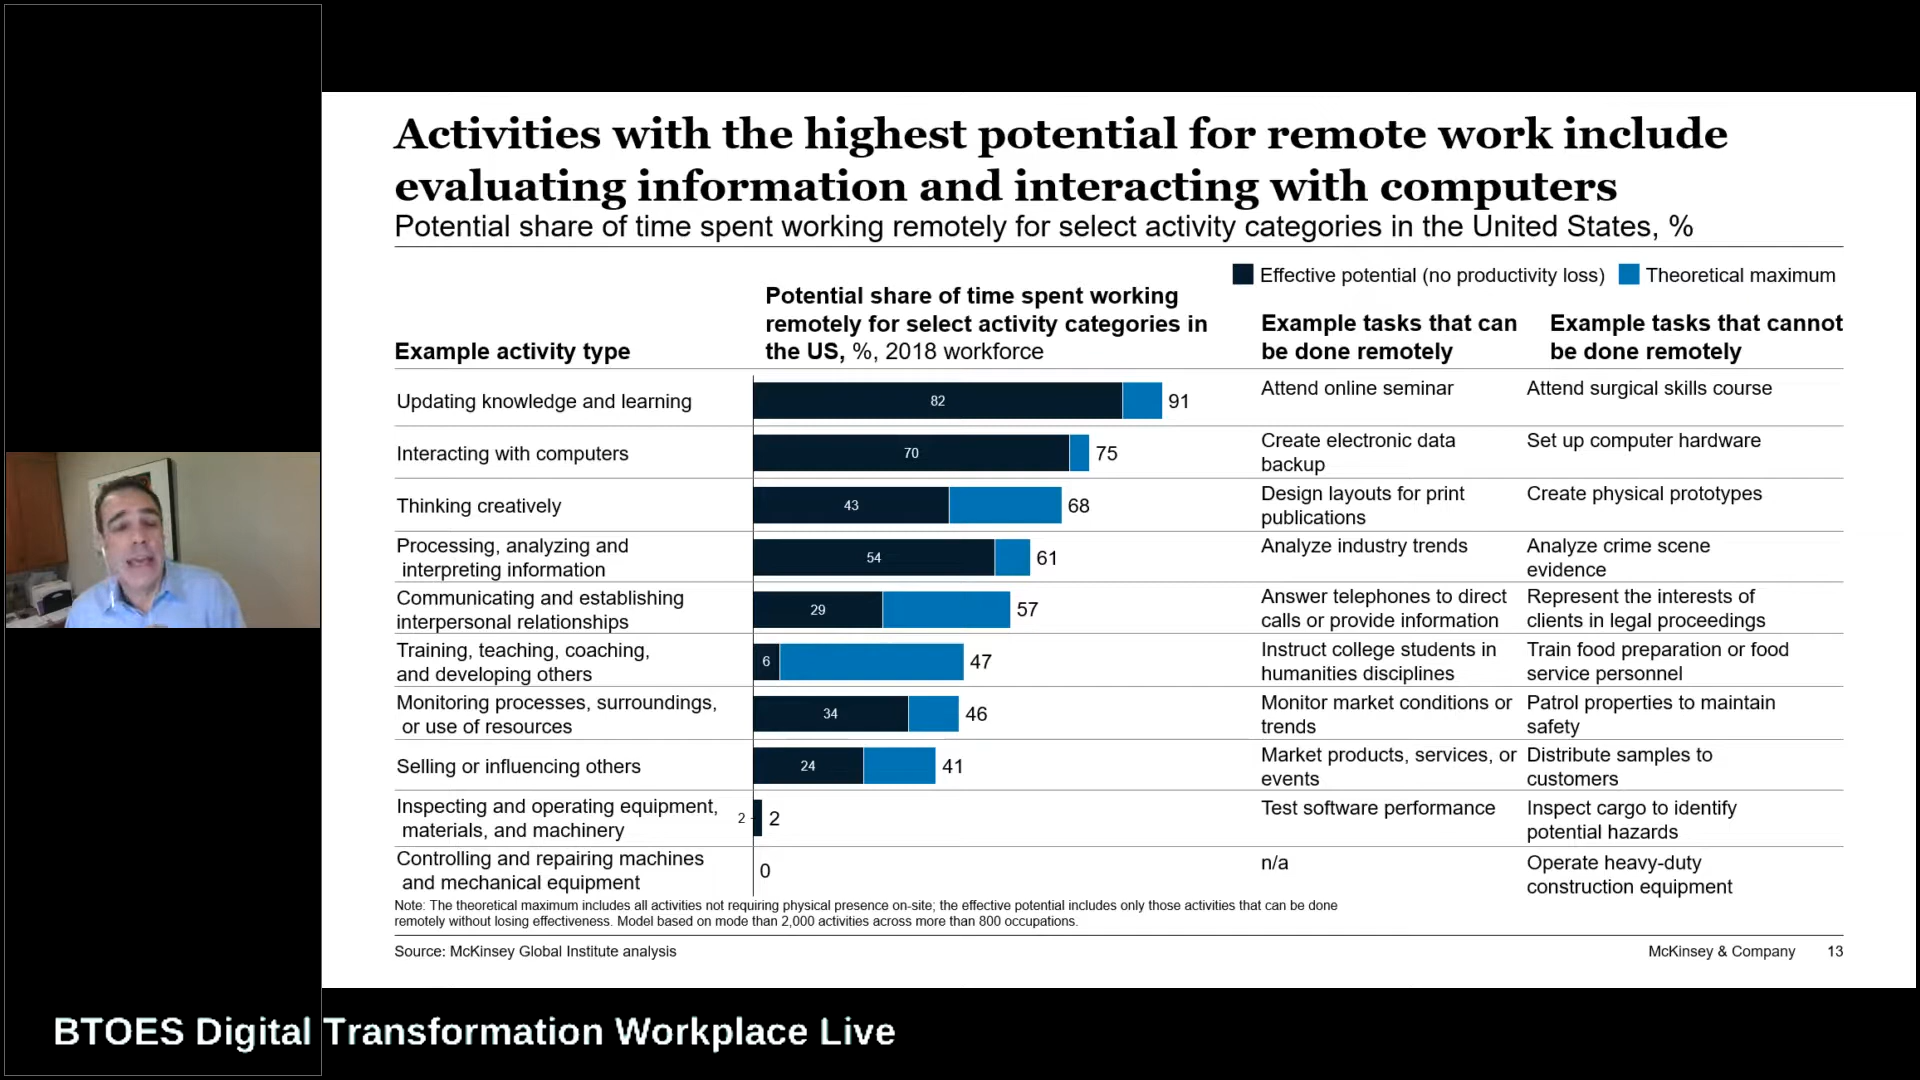 Activities with the highest potential for remote work include
evaluating information and interacting with computers
Potential share of time spent working remotely for select activity categories in the United States, %
Effective potential (no productivity loss)
Theoretical maximum
Example activity type
Potential share of time spent working
remotely for select activity categories in
the US, %, 2018 workforce
Example tasks that can
be done remotely
Example tasks that cannot
be done remotely
Updating knowledge and learning
82
91
Attend online seminar
Attend surgical skills course
Interacting with computers
70
75
Create electronic data
backup
Set up computer hardware
Thinking creatively
43
68
Design layouts for print
publications
Create physical prototypes
Processing, analyzing and
interpreting information
54
61
Analyze industry trends
Analyze crime scene
evidence
Communicating and establishing
interpersonal relationships
29
57
Answer telephones to direct
calls or provide information
Represent the interests of
clients in legal proceedings
Training, teaching, coaching,
and developing others
6
47
Instruct college students in
humanities disciplines
Train food preparation or food
service personnel
Monitoring processes, surroundings,
or use of resources
34
46
Monitor market conditions or
trends
Patrol properties to maintain
safety
Selling or influencing others
24
41
Market products, services, or
events
Distribute samples to
customers
Inspecting and operating equipment,
materials, and machinery
2
2
Test software performance
Inspect cargo to identify
potential hazards
Controlling and repairing machines
and mechanical equipment
0
n/a
Operate heavy-duty
construction equipment
Note: The theoretical maximum includes all activities not requiring physical presence on-site; the effective potential includes only those activities that can be done
remotely without losing effectiveness. Model based on mode than 2,000 activities across more than 800 occupations.
Source: McKinsey Global Institute analysis
McKinsey & Company 13
BTOES Digital Transformation Workplace Live